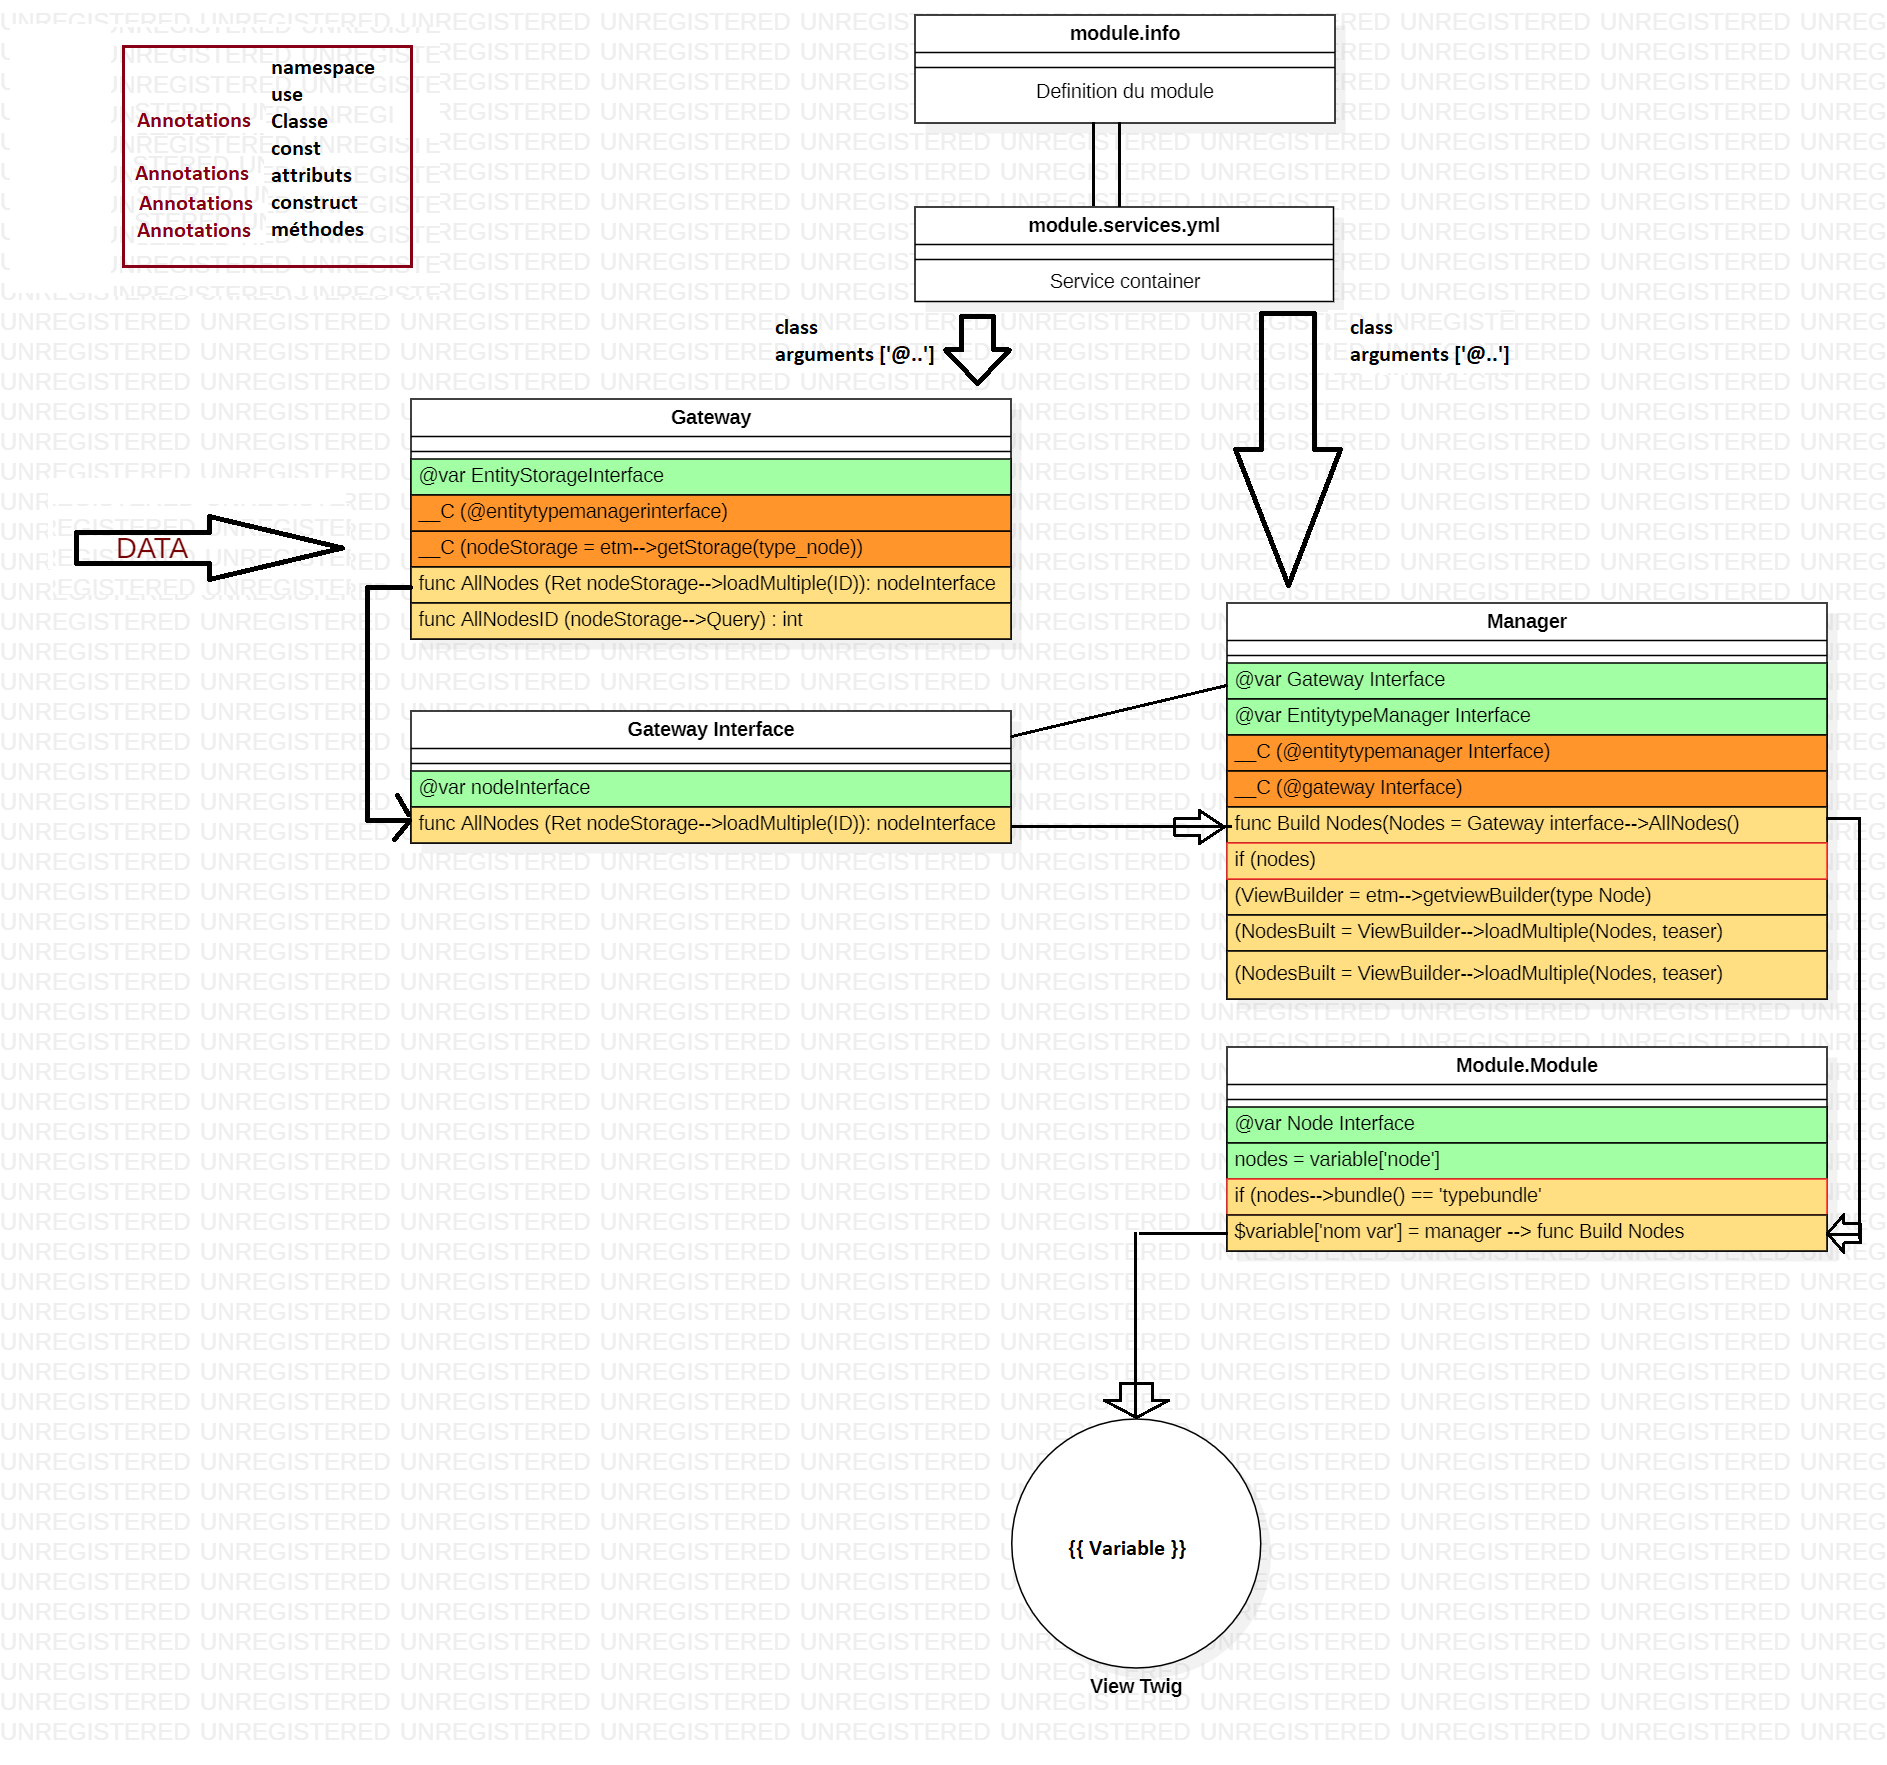 module.info
Definition du module
namespace
use
Annotations Classe
const
Annotations attributs
Annotations construct
Annotations méthodes
module.services.yml
Service container
class
arguments ['@..']
class
arguments ['@..']
Gateway
@var EntityStorageInterface
__C (@entitytypemanagerinterface)
__C (nodeStorage = etm-->getStorage(type_node))
func AllNodes (Ret nodeStorage-->loadMultiple(ID)): nodeInterface
func AllNodesID (nodeStorage-->Query) : int
DATA
Gateway Interface
@var nodeInterface
func AllNodes (Ret nodeStorage-->loadMultiple(ID)): nodeInterface
Manager
@var Gateway Interface
@var EntitytypeManager Interface
__C (@entitytypemanager Interface)
__C (@gateway Interface)
func Build Nodes(Nodes = Gateway interface-->AllNodes()
if (nodes)
(ViewBuilder = etm-->getviewBuilder(type Node)
(NodesBuilt = ViewBuilder-->loadMultiple(Nodes, teaser)
(NodesBuilt = ViewBuilder-->loadMultiple(Nodes, teaser)
Module.Module
@var Node Interface
nodes = variable['node']
if (nodes-->bundle() == 'typebundle'
$variable['nom var'] = manager --> func Build Nodes
{{ Variable }}
View Twig
UNREGISTERED